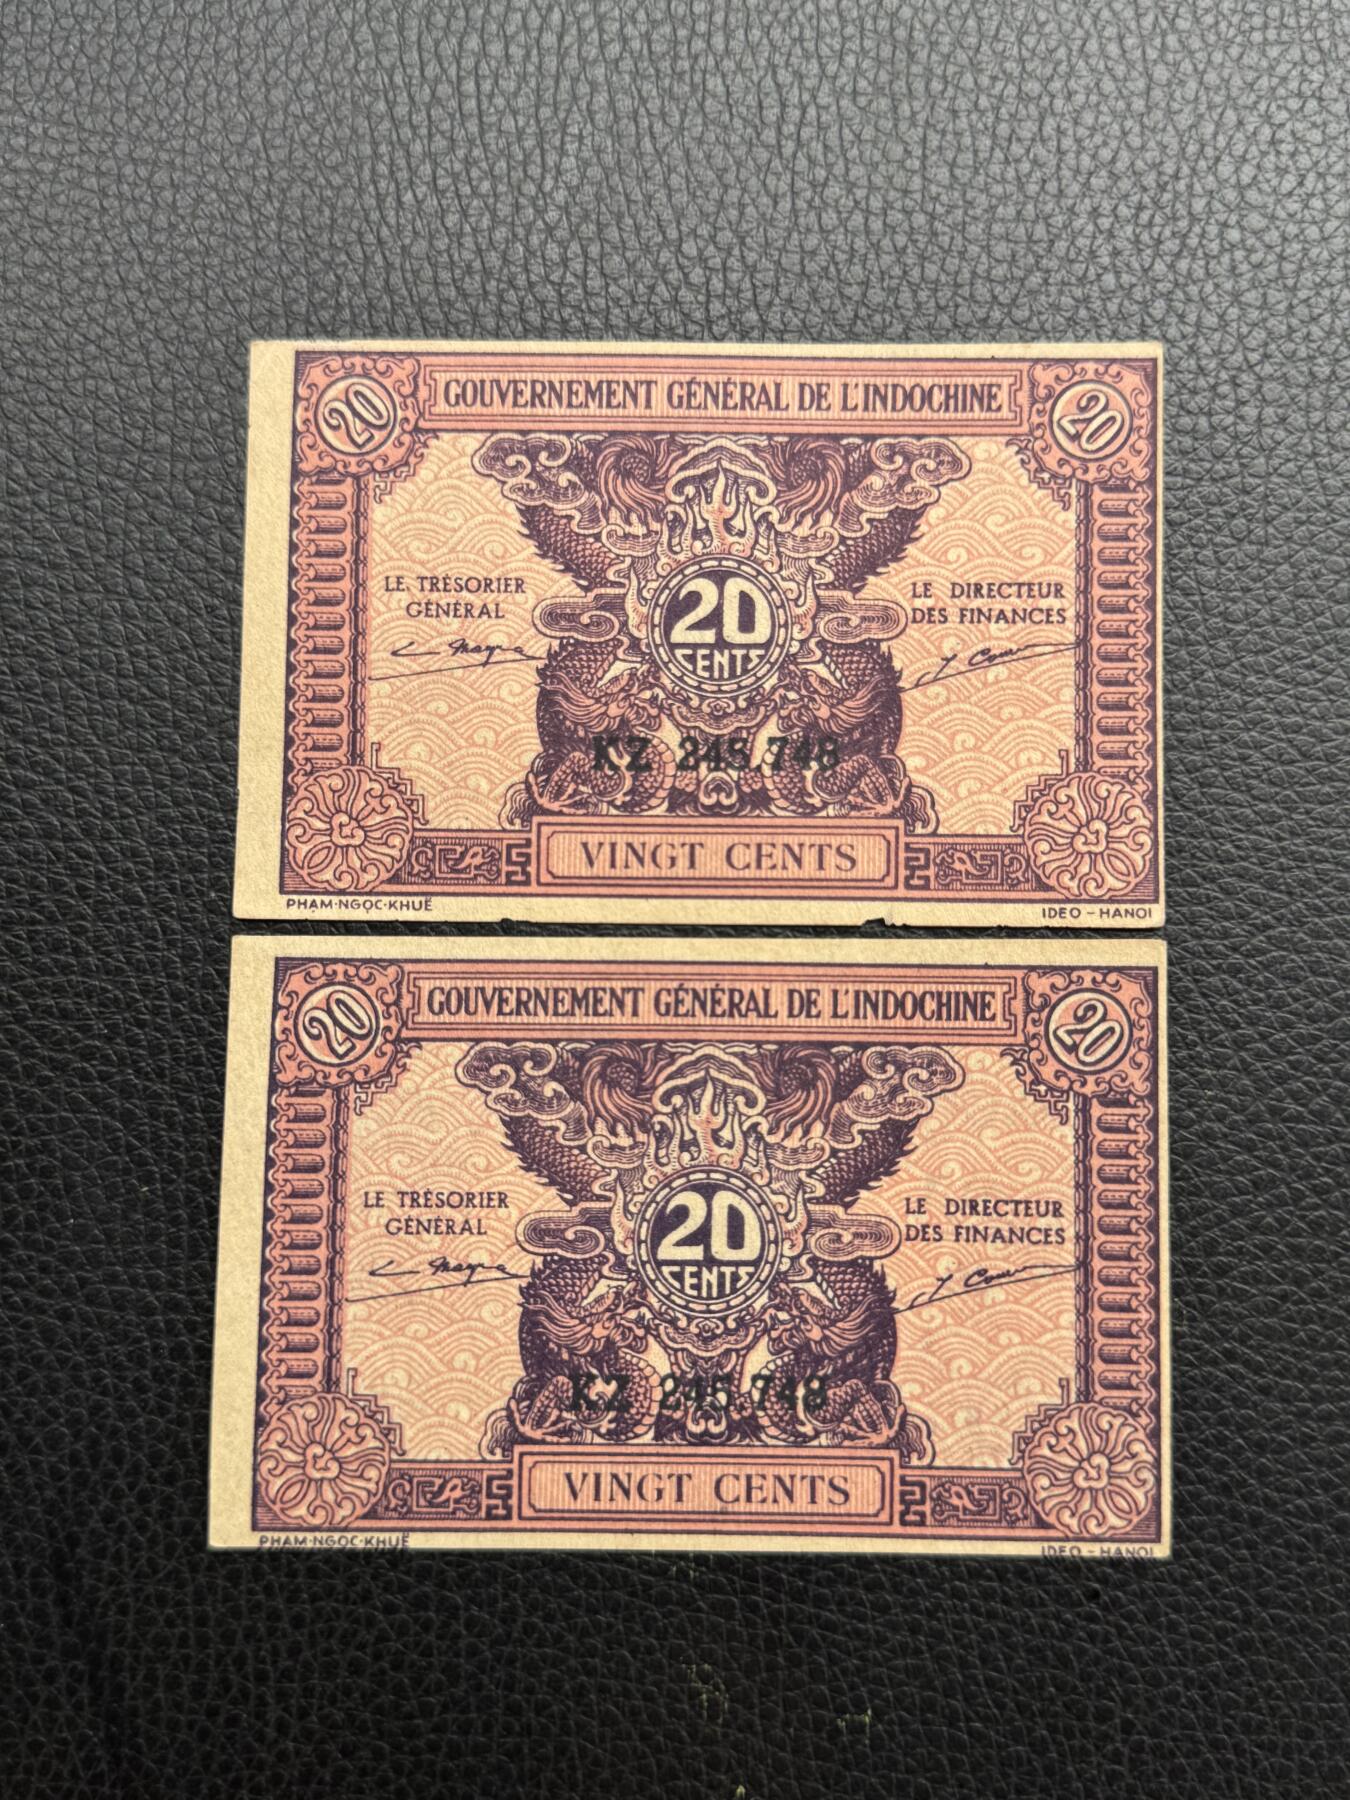 20 GOUVERNEMENT GÉNÉRAL DE L'INDOCHINE 20
LE TRÉSORIER
GÉNÉRAL
20
CENTS
LE DIRECTEUR
DES FINANCES
KZ 245.748
VINGT CENTS
PHAM·NGỌC·KHUÊ
IDEO - HANOI
20 GOUVERNEMENT GÉNÉRAL DE L'INDOCHINE 20
LE TRÉSORIER
GÉNÉRAL
20
CENTS
LE DIRECTEUR
DES FINANCES
KZ 245.748
VINGT CENTS
PHAM·NGỌC·KHUÊ
IDEO - HANOI